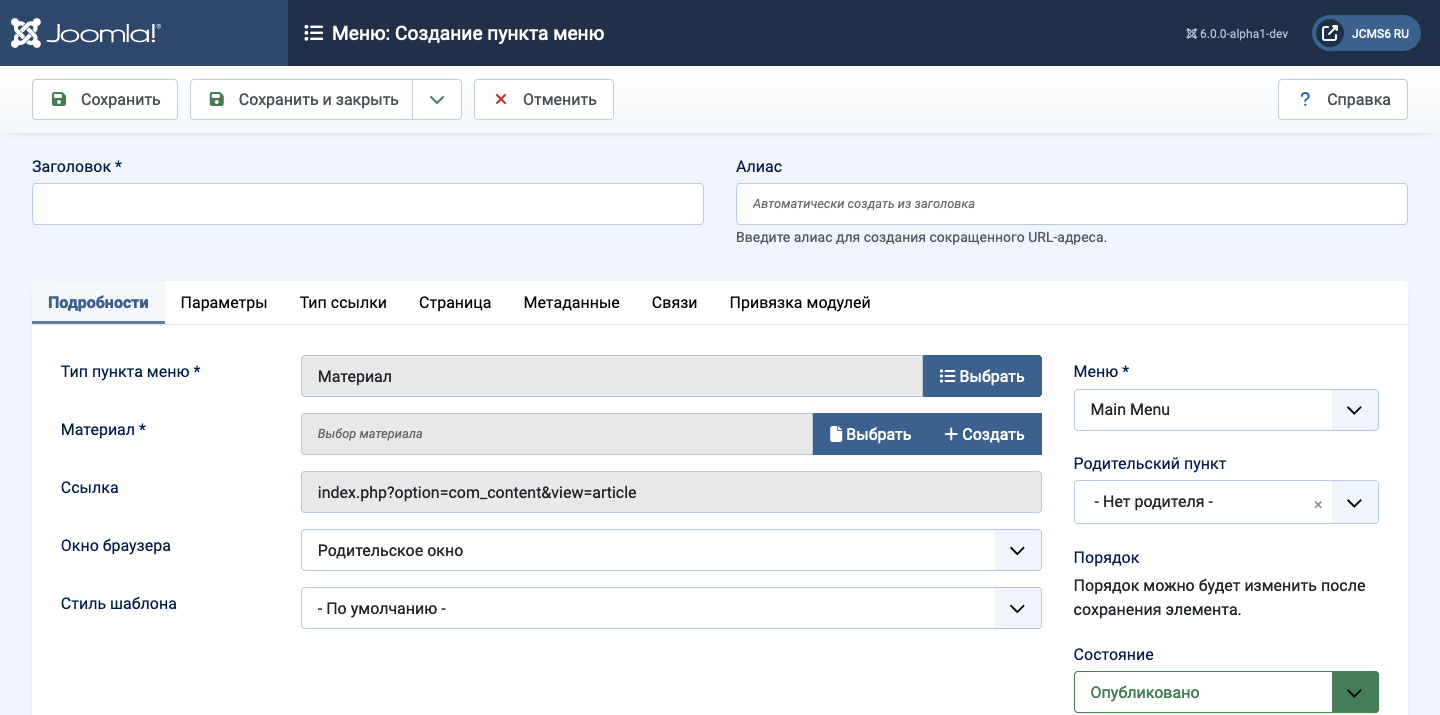 Joomla!®
Меню: Создание пункта меню
6.0.0-alpha1-dev
JCMS6 RU
Сохранить
Сохранить и закрыть
× Отменить
? Справка
Заголовок *
Алиас
Автоматически создать из заголовка
Введите алиас для создания сокращенного URL-адреса.
Подробности Параметры Тип ссылки Страница Метаданные Связи Привязка модулей
Тип пункта меню *
Материал
Выбрать
Материал *
Выбор материала
Выбрать
+ Создать
Ссылка
index.php?option=com_content&view=article
Окно браузера
Родительское окно
Стиль шаблона
- По умолчанию -
Меню *
Main Menu
Родительский пункт
- Нет родителя - ×
Порядок
Порядок можно будет изменить после
сохранения элемента.
Состояние
Опубликовано